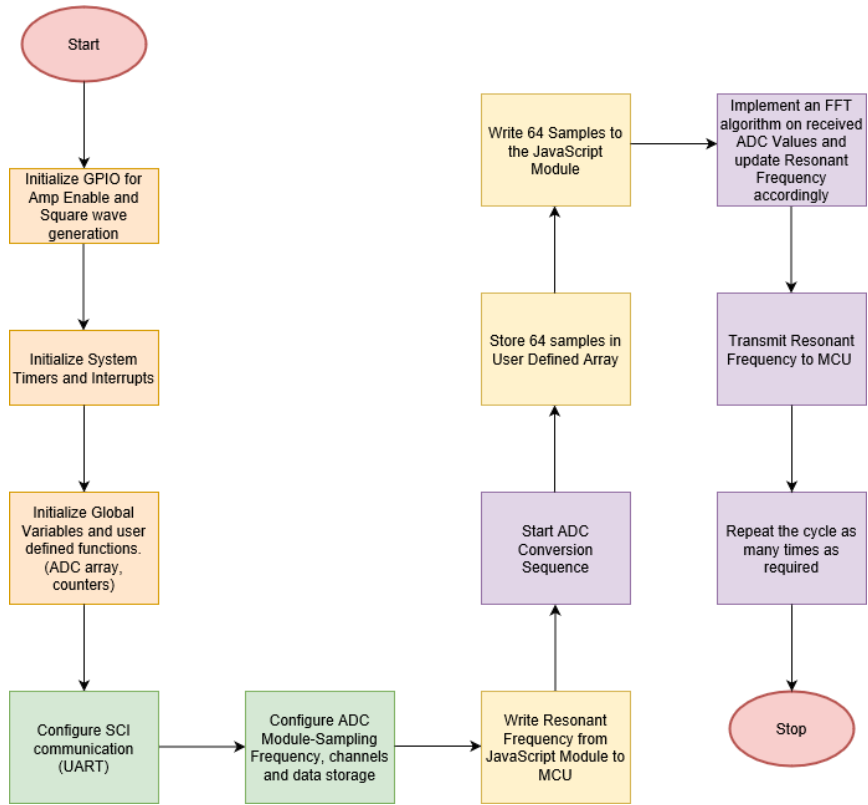 Start
Initialize GPIO for
Amp Enable and
Square wave
generation
Initialize System
Timers and Interrupts
Initialize Global
Variables and user
defined functions.
(ADC array,
counters)
Configure SCI
communication
(UART)
Configure ADC
Module-Sampling
Frequency, channels
and data storage
Write Resonant
Frequency from
JavaScript Module to
MCU
Start ADC
Conversion
Sequence
Store 64 samples in
User Defined Array
Write 64 Samples to
the JavaScript
Module
Implement an FFT
algorithm on received
ADC Values and
update Resonant
Frequency
accordingly
Transmit Resonant
Frequency to MCU
Repeat the cycle as
many times as
required
Stop